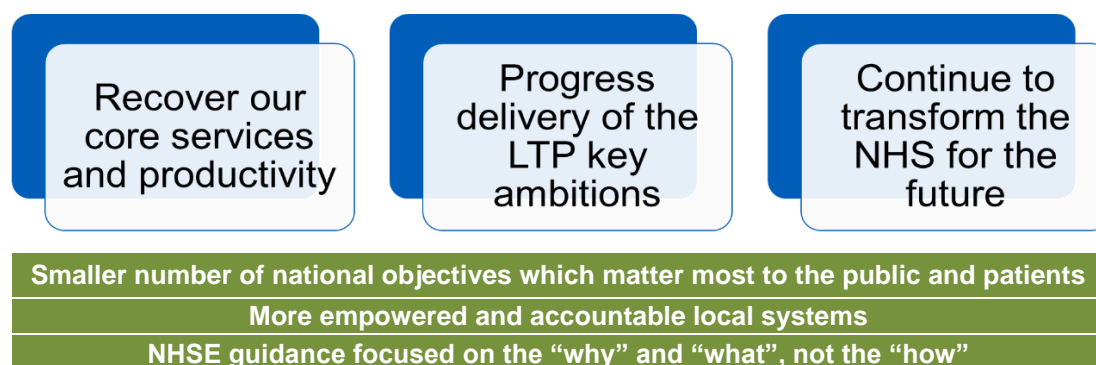 Recover our
core services
and productivity
Progress
delivery of the
LTP key
ambitions
Continue to
transform the
NHS for the
future
Smaller number of national objectives which matter most to the public and patients
More empowered and accountable local systems
NHSE guidance focused on the “why” and “what”, not the “how”